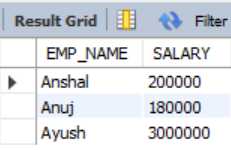 Result Grid Filter
EMP_NAME SALARY
Anshal 200000
Anuj 180000
Ayush 3000000